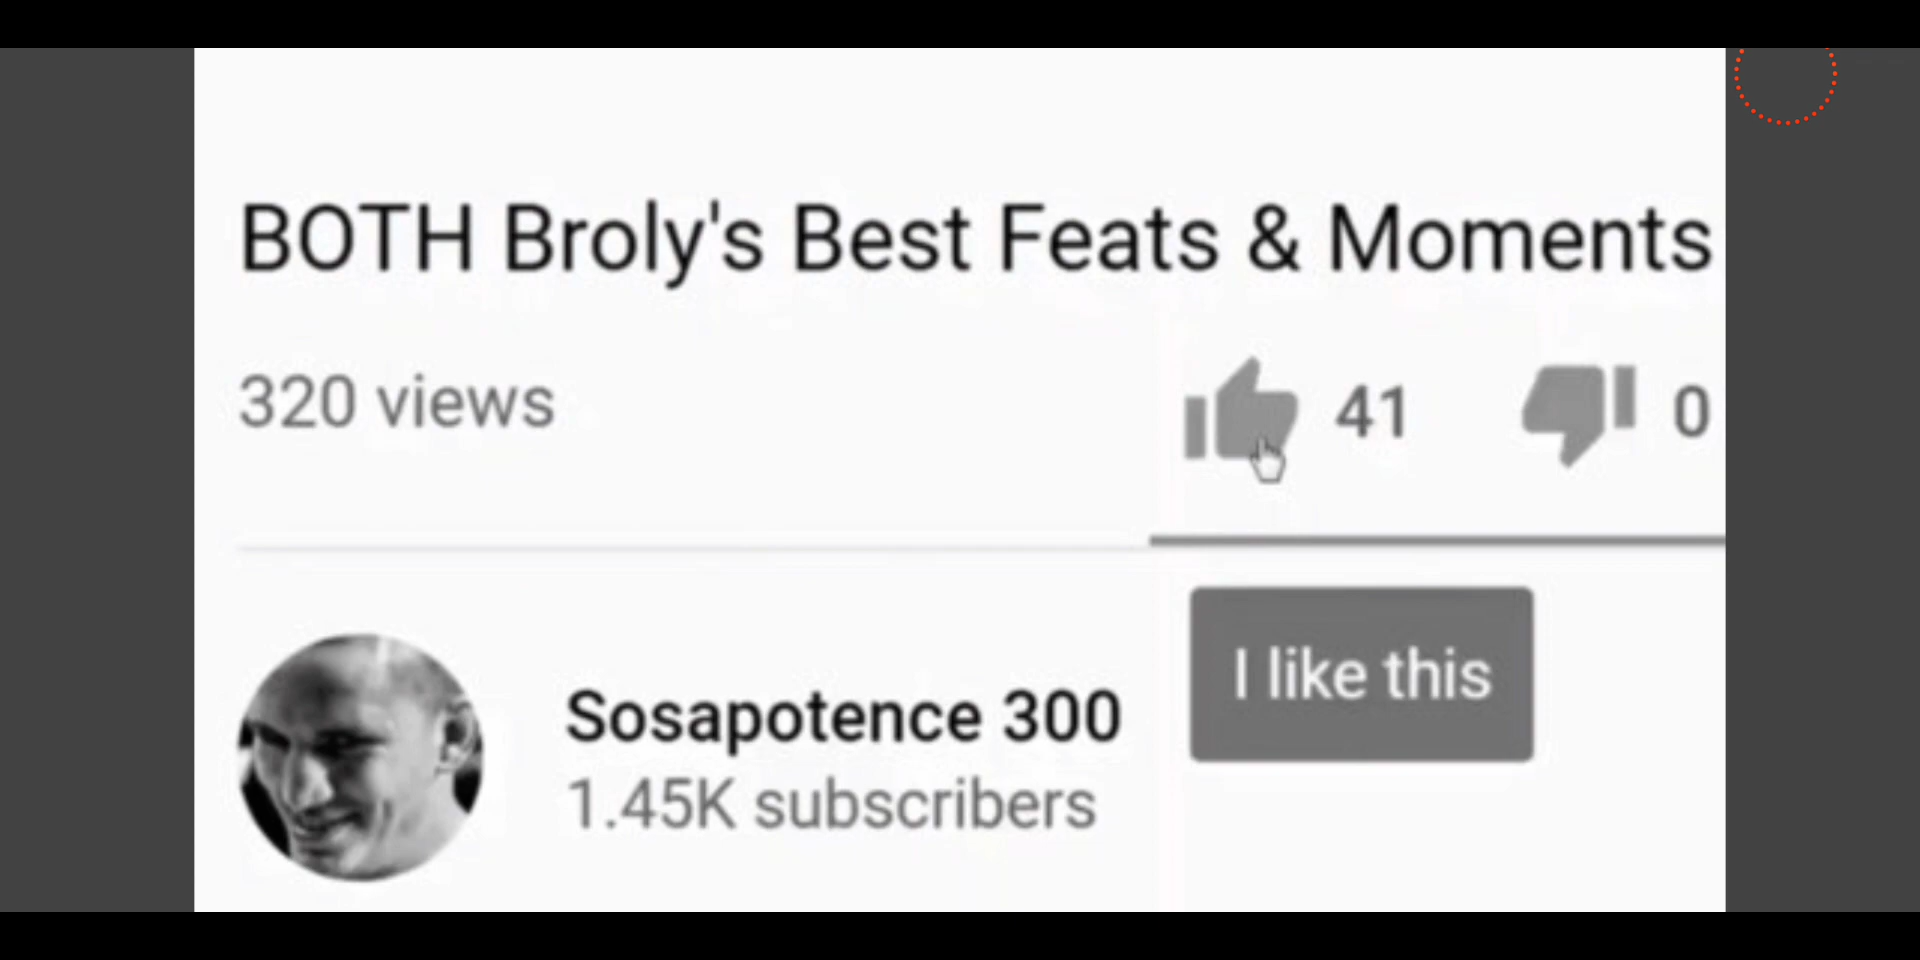 BOTH Broly's Best Feats & Moments
320 views
41
0
I like this
Sosapotence 300
1.45K subscribers